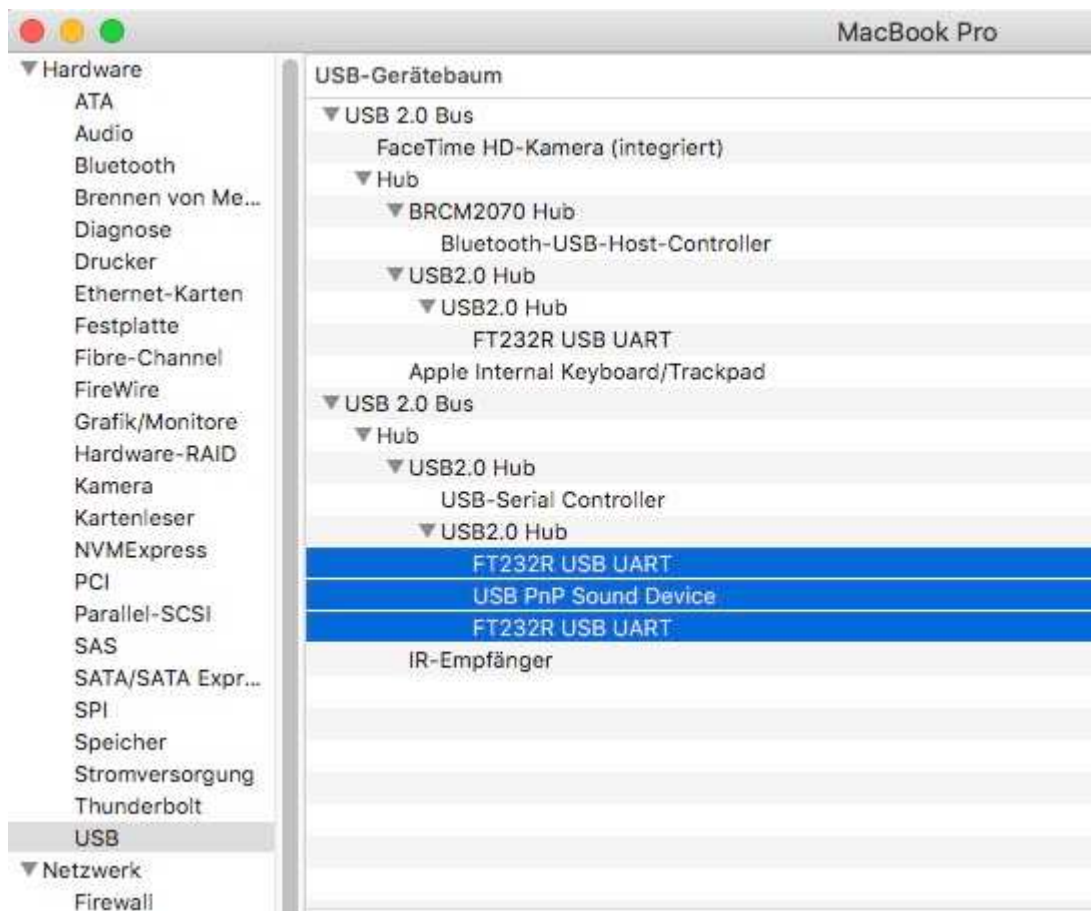 MacBook Pro
Hardware
ATA
Audio
Bluetooth
Brennen von Me...
Diagnose
Drucker
Ethernet-Karten
Festplatte
Fibre-Channel
FireWire
Grafik/Monitore
Hardware-RAID
Kamera
Kartenleser
NVMExpress
PCI
Parallel-SCSI
SAS
SATA/SATA Expr...
SPI
Speicher
Stromversorgung
Thunderbolt
USB
Netzwerk
Firewall
USB-Gerätebaum
USB 2.0 Bus
FaceTime HD-Kamera (integriert)
Hub
BRCM2070 Hub
Bluetooth-USB-Host-Controller
USB2.0 Hub
USB2.0 Hub
FT232R USB UART
Apple Internal Keyboard/Trackpad
USB 2.0 Bus
Hub
USB2.0 Hub
USB-Serial Controller
USB2.0 Hub
FT232R USB UART
USB PnP Sound Device
FT232R USB UART
IR-Empfänger